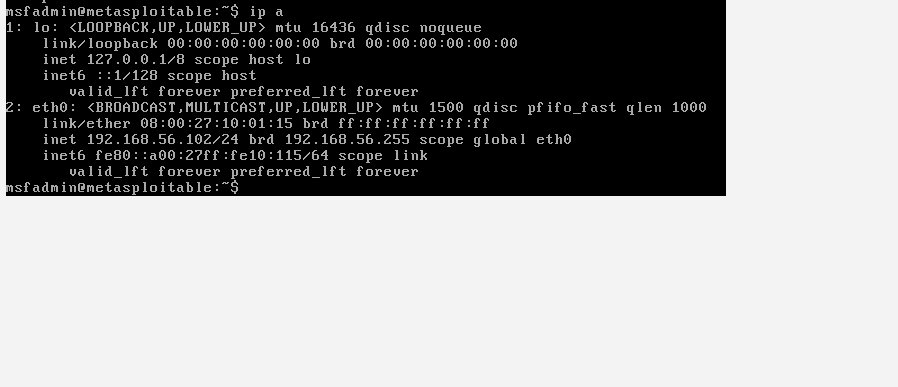 msfadmin@metasploitable:~$ ip a
1: lo: <LOOPBACK,UP,LOWER_UP> mtu 16436 qdisc noqueue
    link/loopback 00:00:00:00:00:00 brd 00:00:00:00:00:00
    inet 127.0.0.1/8 scope host lo
    inet6 ::1/128 scope host
       valid_lft forever preferred_lft forever
2: eth0: <BROADCAST,MULTICAST,UP,LOWER_UP> mtu 1500 qdisc pfifo_fast qlen 1000
    link/ether 08:00:27:10:01:15 brd ff:ff:ff:ff:ff:ff
    inet 192.168.56.102/24 brd 192.168.56.255 scope global eth0
    inet6 fe80::a00:27ff:fe10:115/64 scope link
       valid_lft forever preferred_lft forever
msfadmin@metasploitable:~$